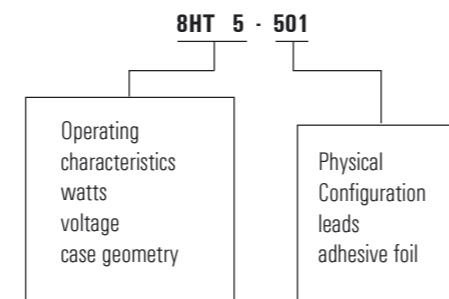 8HT 5 - 501
Operating
characteristics
watts
voltage
case geometry
Physical
Configuration
leads
adhesive foil